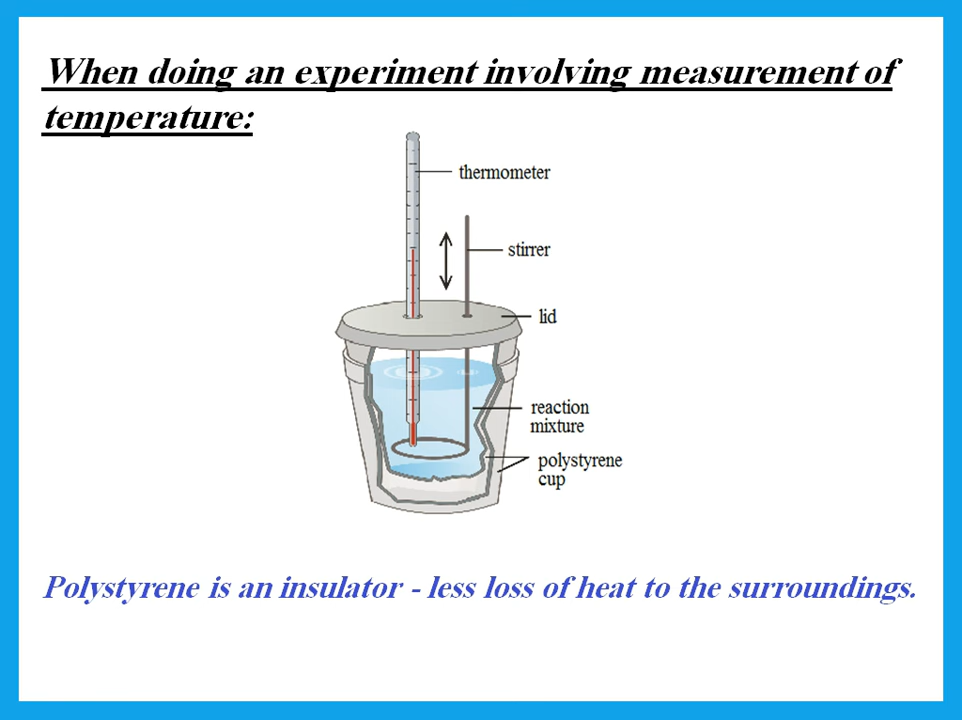 When doing an experiment involving measurement of
temperature:
thermometer
stirrer
lid
reaction
mixture
polystyrene
cup
Polystyrene is an insulator - less loss of heat to the surroundings.